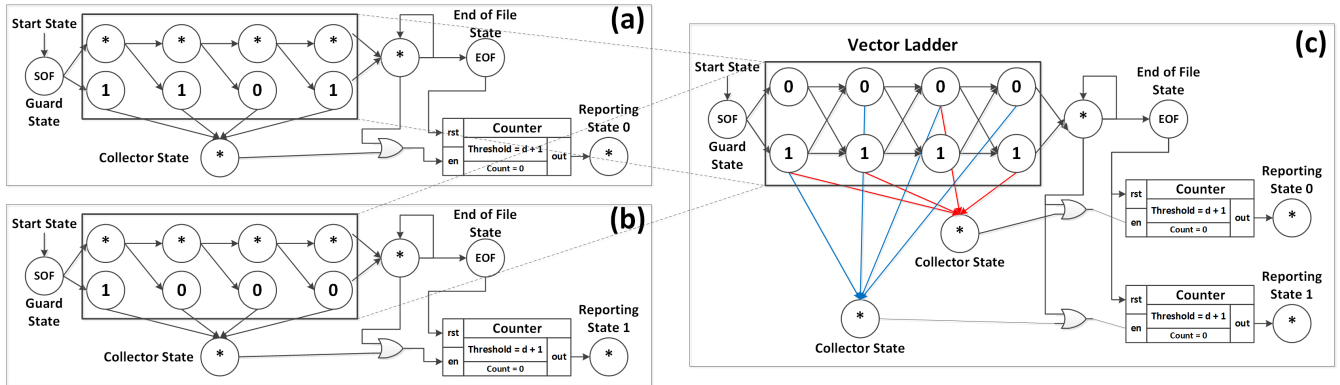 (a)
Start State
End of File
State
* * * *
*
SOF
EOF
1 1 0 1
Guard
State
Reporting
State 0
Collector State
*
rst
Counter
Threshold = d + 1
en
out
Count = 0
*
(b)
Start State
End of File
State
* * * *
*
SOF
EOF
1 0 0 0
Guard
State
Reporting
State 1
Collector State
*
rst
Counter
Threshold = d + 1
en
out
Count = 0
*
(c)
Vector Ladder
Start State
End of File
State
0 0 0 0
*
SOF
EOF
Guard
State
1 1 1 1
Reporting
State 0
rst
Counter
Threshold = d + 1
en
out
Count = 0
*
*
Collector State
Reporting
State 1
rst
Counter
Threshold = d + 1
en
out
Count = 0
*
*
Collector State